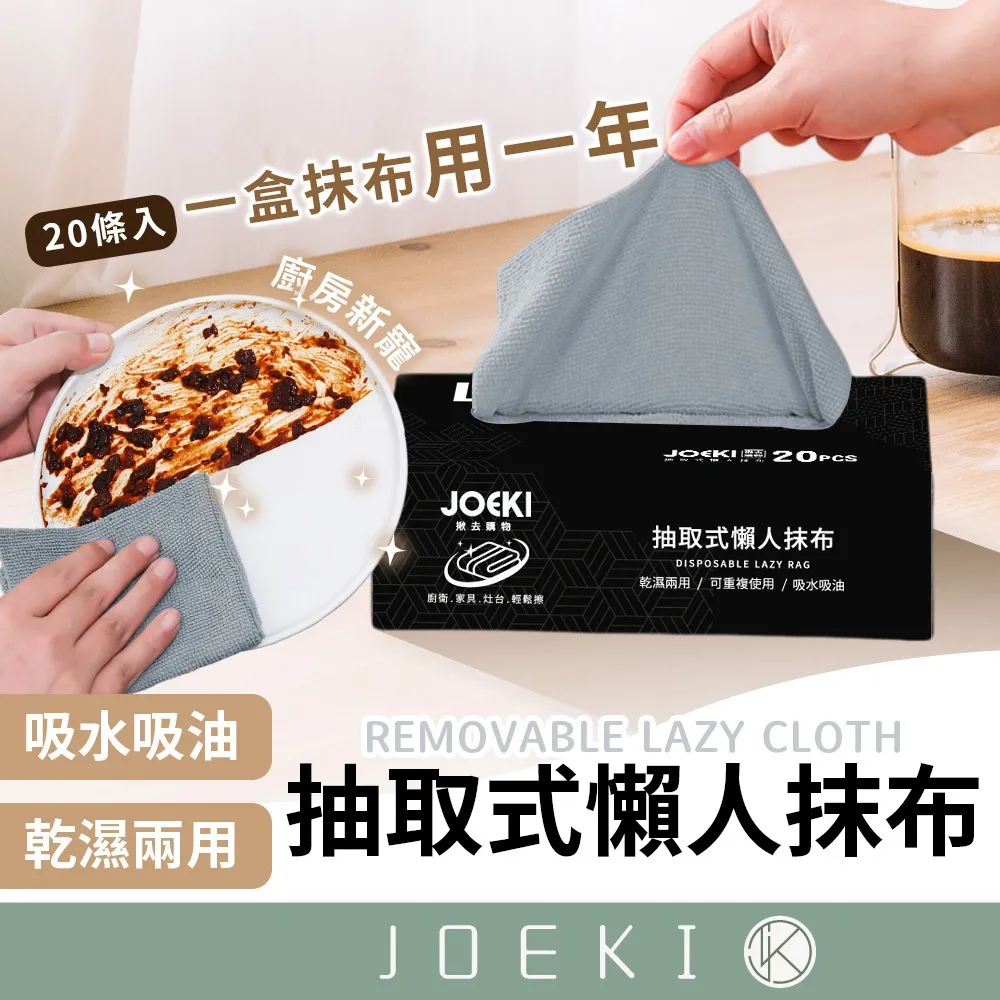 20條入
一盒抹布用一年
廚房新寵
JOEKI 20PCS
JOEKI
揪去購物
廚衛.家具.灶台.輕鬆擦
抽取式懶人抹布
DISPOSABLE LAZY RAG
乾濕兩用 / 可重複使用 / 吸水吸油
吸水吸油
乾濕兩用
REMOVABLE LAZY CLOTH
抽取式懶人抹布
JOEKI